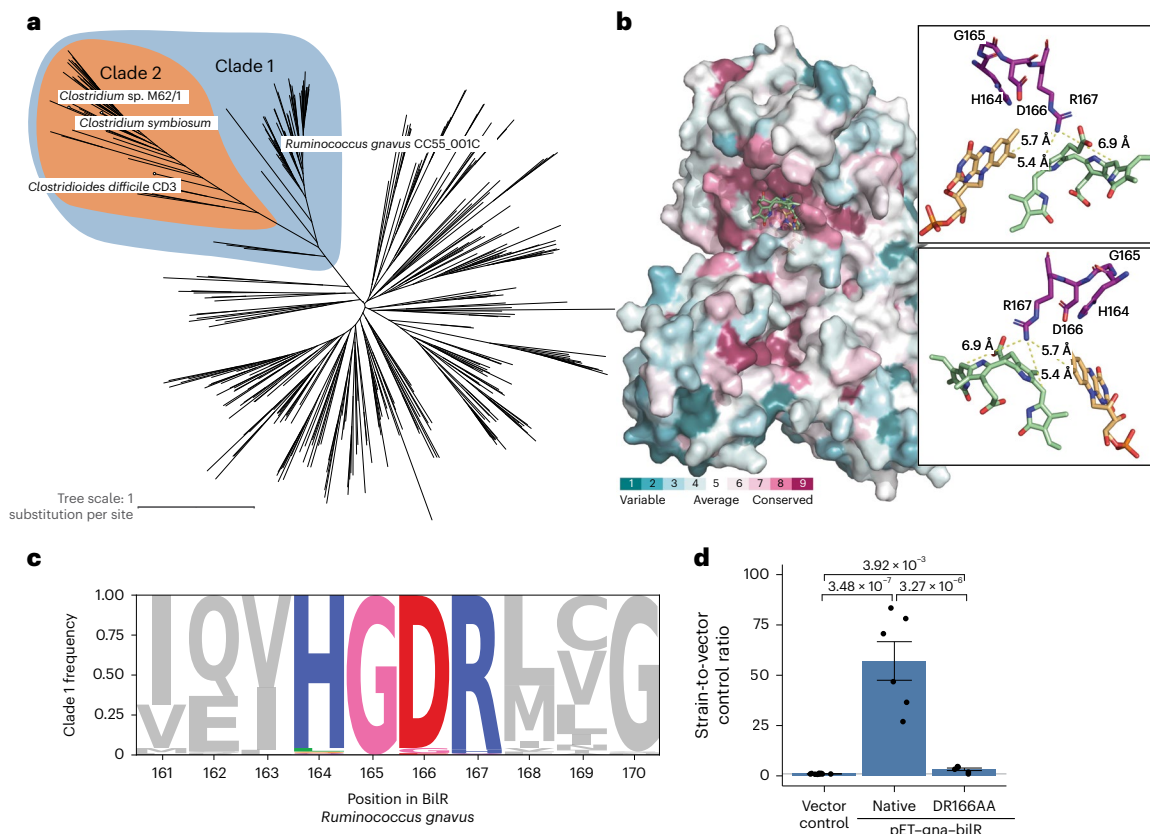 a
Clade 2
Clade 1
Clostridium sp. M62/1
Clostridium symbiosum
Ruminococcus gnavus CC55_001C
Clostridioides difficile CD3
Tree scale: 1
substitution per site
b
1 2 3 4 5 6 7 8 9
Variable Average Conserved
G165
H164
D166
R167
5.7 Å
6.9 Å
5.4 Å
G165
R167
H164
D166
6.9 Å
5.7 Å
5.4 Å
c
Clade 1 frequency
1.00
0.75
0.50
0.25
0
I Q V H G D R L C G
V E I M V
L
161 162 163 164 165 166 167 168 169 170
Position in BilR
Ruminococcus gnavus
d
Strain-to-vector
control ratio
100
75
50
25
0
3.92 × 10⁻³
3.48 × 10⁻⁷
3.27 × 10⁻⁶
Vector
control
Native
DR166AA
pET–gna–bilR